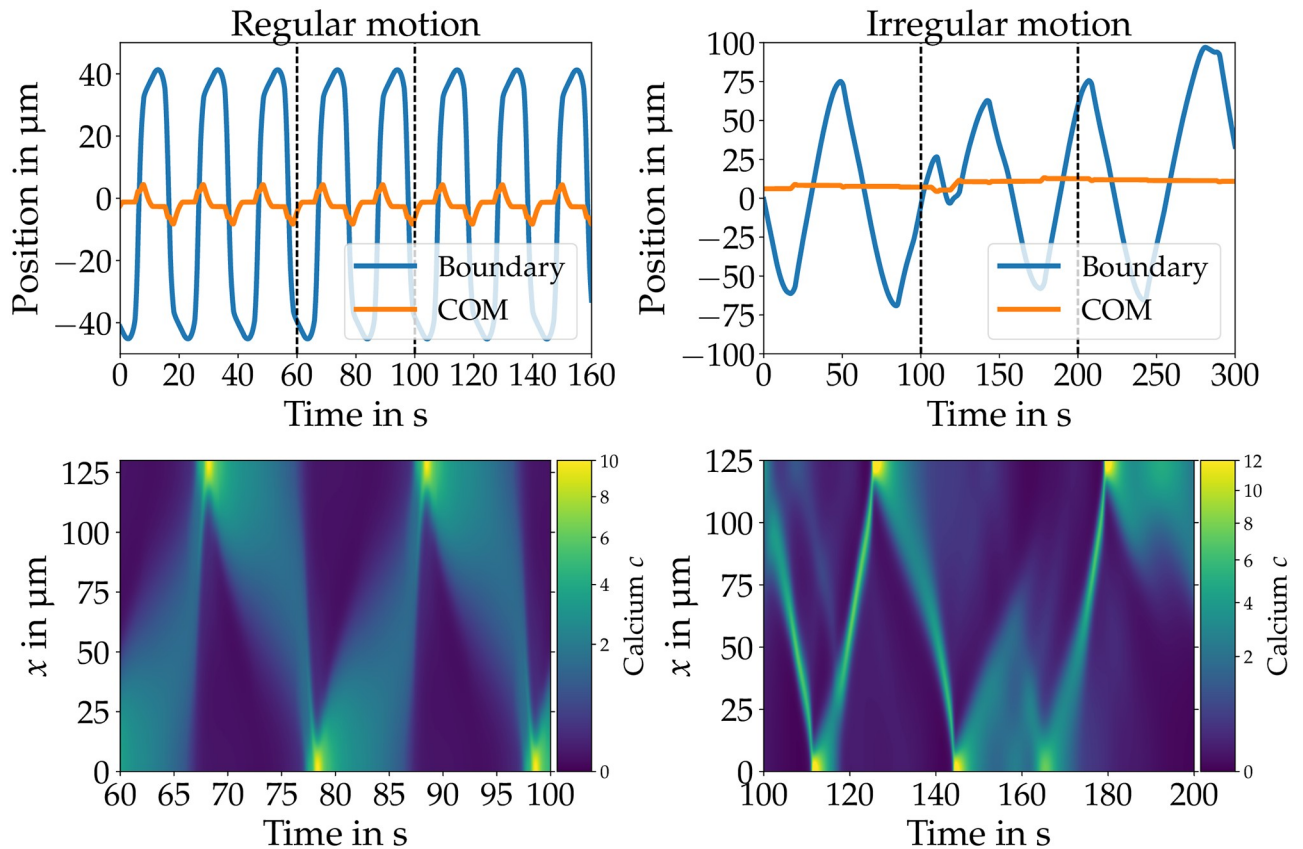 Regular motion
Position in µm
40
20
0
−20
−40
Boundary
COM
0 20 40 60 80 100 120 140 160
Time in s
Irregular motion
Position in µm
100
75
50
25
0
−25
−50
−75
−100
Boundary
COM
0 50 100 150 200 250 300
Time in s
x in µm
125
100
75
50
25
0
60 65 70 75 80 85 90 95 100
Time in s
10
8
6
4
2
0
Calcium c
x in µm
125
100
75
50
25
0
100 120 140 160 180 200
Time in s
12
10
8
6
4
2
0
Calcium c